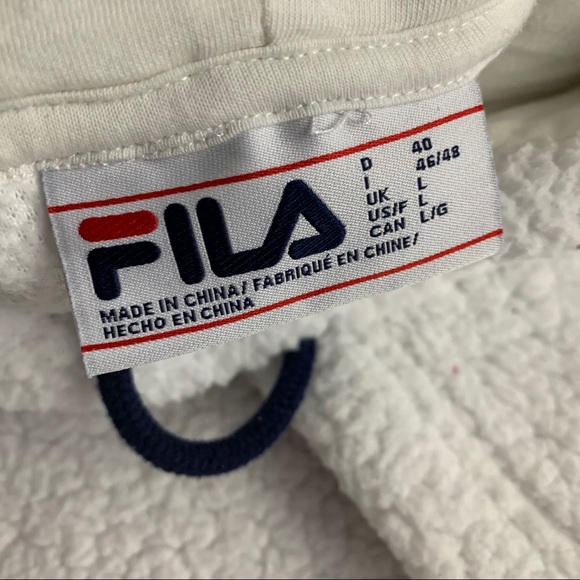 FILA
D 40
I 46/48
UK L
US/F L
CAN L/G
MADE IN CHINA / FABRIQUÉ EN CHINE /
HECHO EN CHINA